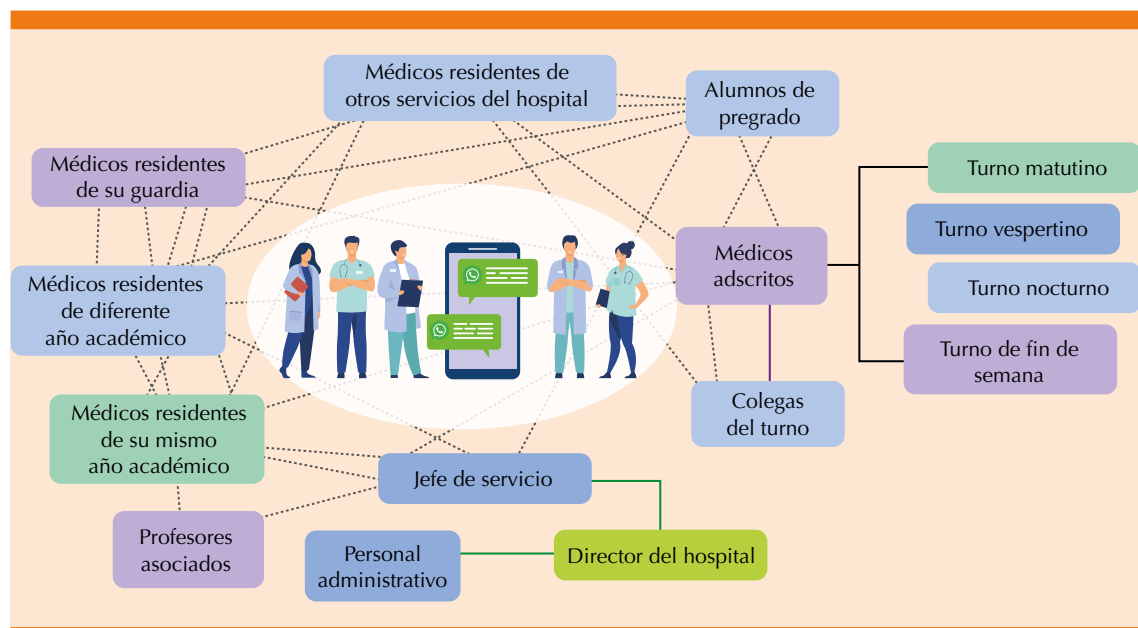 Médicos residentes de
otros servicios del hospital
Alumnos de
pregrado
Médicos residentes
de su guardia
Turno matutino
Turno vespertino
Médicos
adscritos
Turno nocturno
Médicos residentes
de diferente
año académico
Turno de fin de
semana
Médicos residentes
de su mismo
año académico
Colegas
del turno
Jefe de servicio
Profesores
asociados
Personal
administrativo
Director del hospital